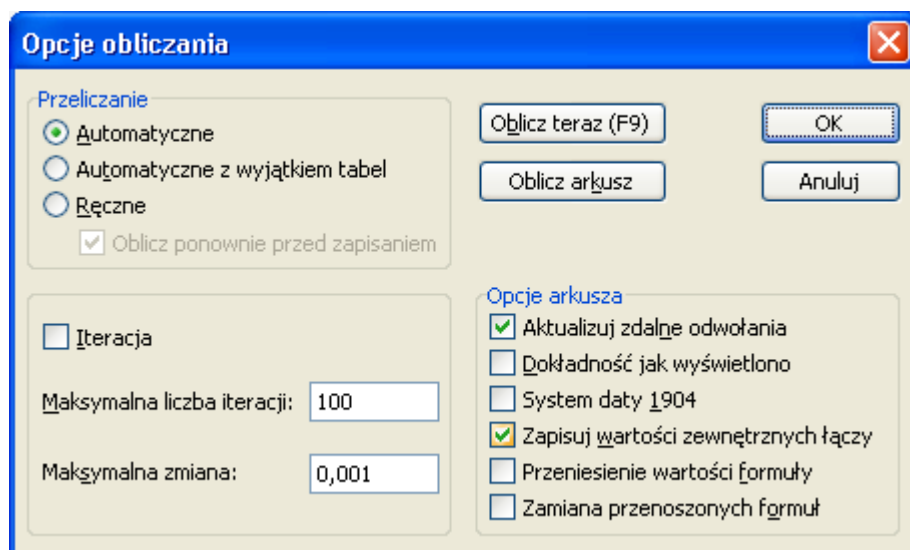 Opcje obliczania
Przeliczanie
Automatyczne
Automatyczne z wyjątkiem tabel
Ręczne
Oblicz ponownie przed zapisaniem
Oblicz teraz (F9)
OK
Oblicz arkusz
Anuluj
Iteracja
Maksymalna liczba iteracji: 100
Maksymalna zmiana: 0,001
Opcje arkusza
Aktualizuj zdalne odwołania
Dokładność jak wyświetlono
System daty 1904
Zapisuj wartości zewnętrznych łączy
Przeniesienie wartości formuły
Zamiana przenoszonych formuł